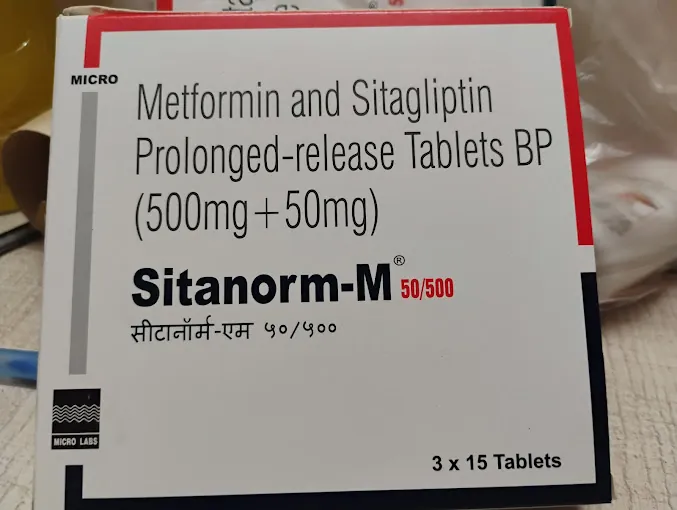 MICRO
Metformin and Sitagliptin
Prolonged-release Tablets BP
(500mg+50mg)
Sitanorm-M® 50/500
सीटानॉर्म-एम ५०/५००
MICRO LABS
3 x 15 Tablets